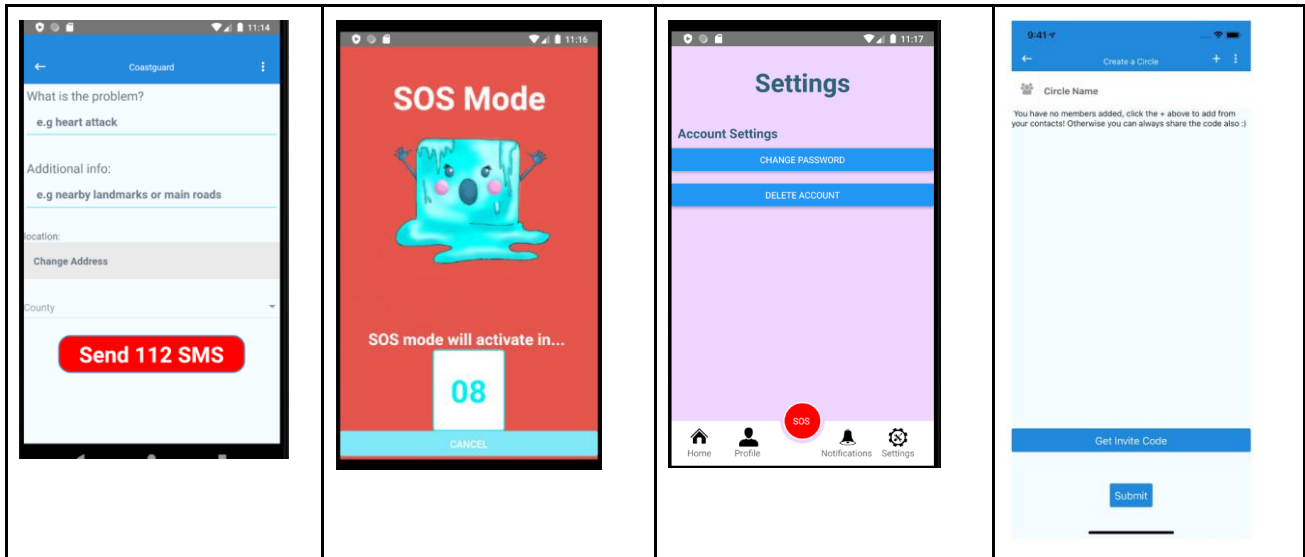 11:14
Coastguard
What is the problem?
e.g heart attack
Additional info:
e.g nearby landmarks or main roads
location:
Change Address
County
Send 112 SMS
11:16
SOS Mode
SOS mode will activate in...
08
CANCEL
11:17
Settings
Account Settings
CHANGE PASSWORD
DELETE ACCOUNT
SOS
Home
Profile
Notifications
Settings
9:41
Create a Circle
Circle Name
You have no members added, click the + above to add from
your contacts! Otherwise you can always share the code also :)
Get Invite Code
Submit